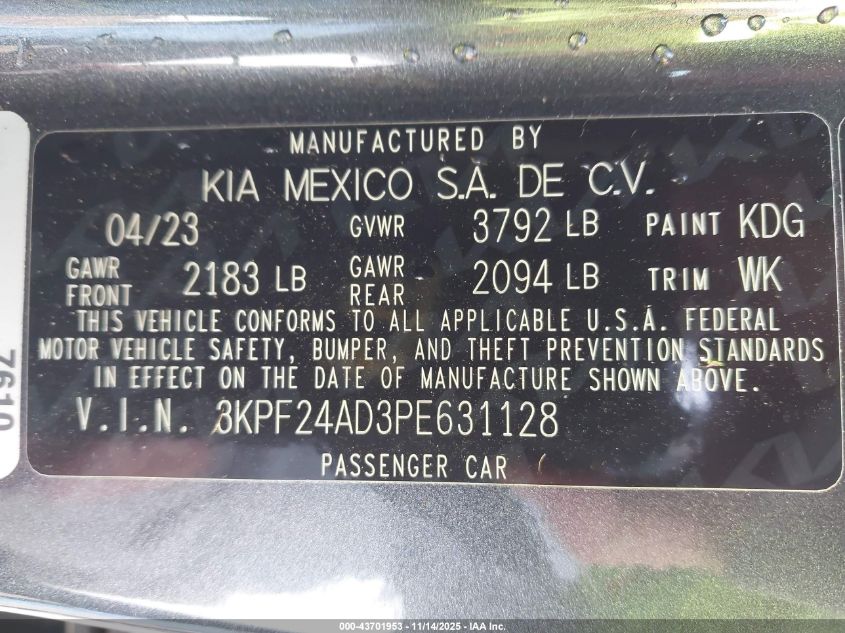 MANUFACTURED BY
KIA MEXICO S.A. DE C.V.
04/23 GVWR 3792 LB PAINT KDG
GAWR FRONT 2183 LB GAWR REAR 2094 LB TRIM WK
THIS VEHICLE CONFORMS TO ALL APPLICABLE U.S.A. FEDERAL
MOTOR VEHICLE SAFETY, BUMPER, AND THEFT PREVENTION STANDARDS
IN EFFECT ON THE DATE OF MANUFACTURE SHOWN ABOVE.
V.I.N. 3KPF24AD3PE631128
PASSENGER CAR
000-43701953 - 11/14/2025 - IAA Inc.